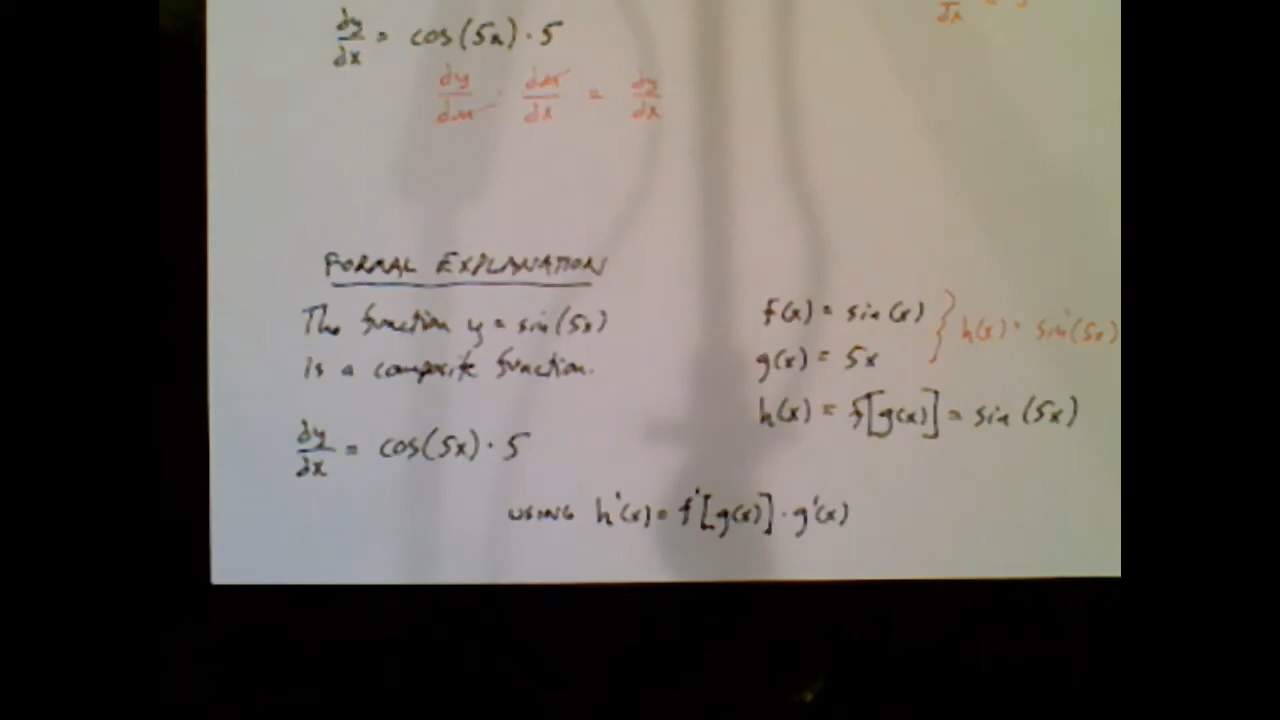 dy/dx = cos(5x) · 5
dy/du · du/dx = dy/dx
FORMAL EXPLANATION
The function y = sin(5x)
is a composite function.
dy/dx = cos(5x) · 5
f(x) = sin(x)
g(x) = 5x
} h(x) = sin(5x)
h(x) = f[g(x)] = sin(5x)
USING h'(x) = f'[g(x)] · g'(x)